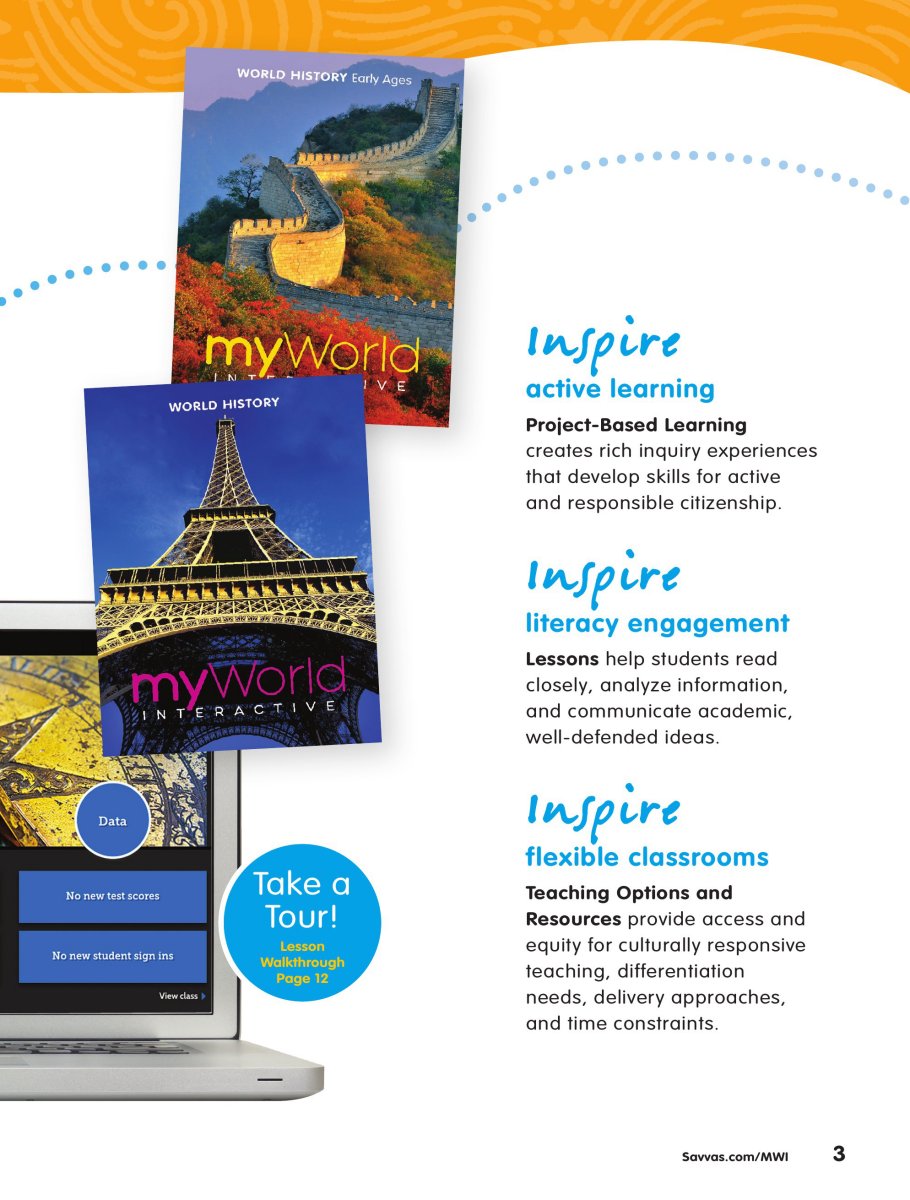 WORLD HISTORY Early Ages
myWorld
WORLD HISTORY
myWorld
INTERACTIVE
Data
No new test scores
No new student sign ins
View class
Take a
Tour!
Lesson
Walkthrough
Page 12
Inspire
active learning
Project-Based Learning
creates rich inquiry experiences
that develop skills for active
and responsible citizenship.
Inspire
literacy engagement
Lessons help students read
closely, analyze information,
and communicate academic,
well-defended ideas.
Inspire
flexible classrooms
Teaching Options and
Resources provide access and
equity for culturally responsive
teaching, differentiation
needs, delivery approaches,
and time constraints.
Savvas.com/MWI 3